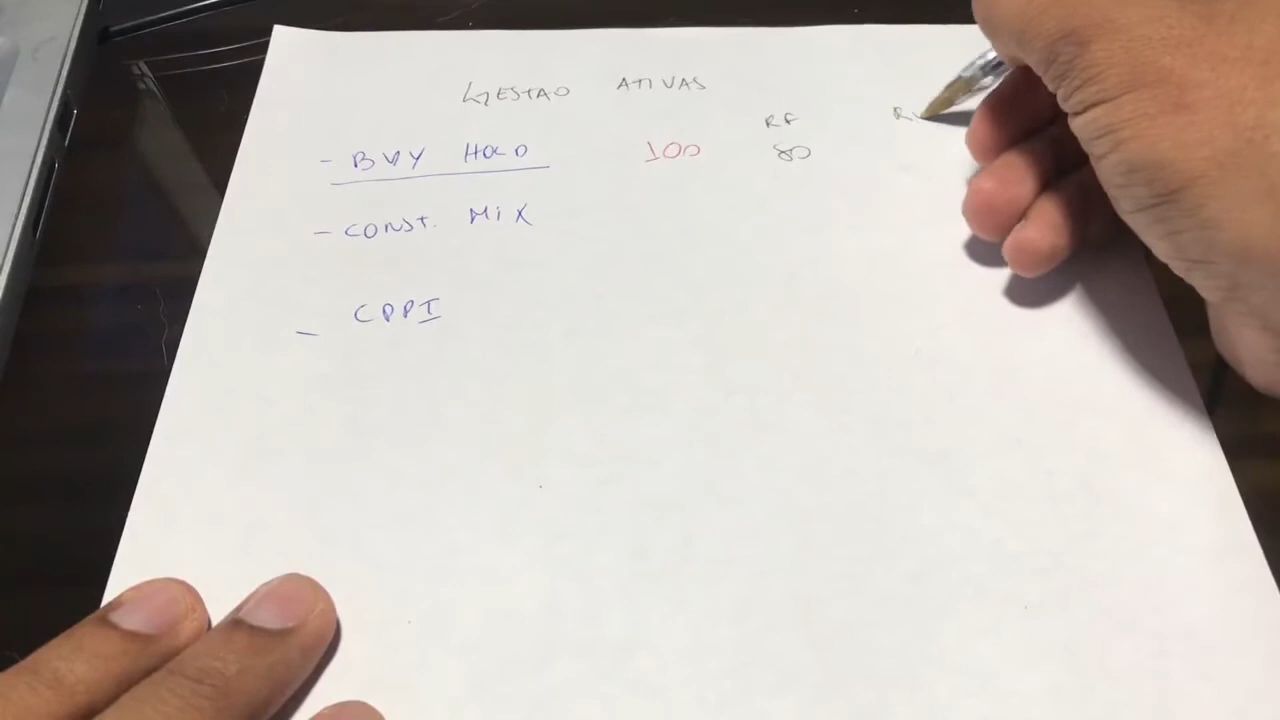 GESTAO ATIVAS
RF
- BUY HOLD 100 80
- CONST. MIX
- CPPI